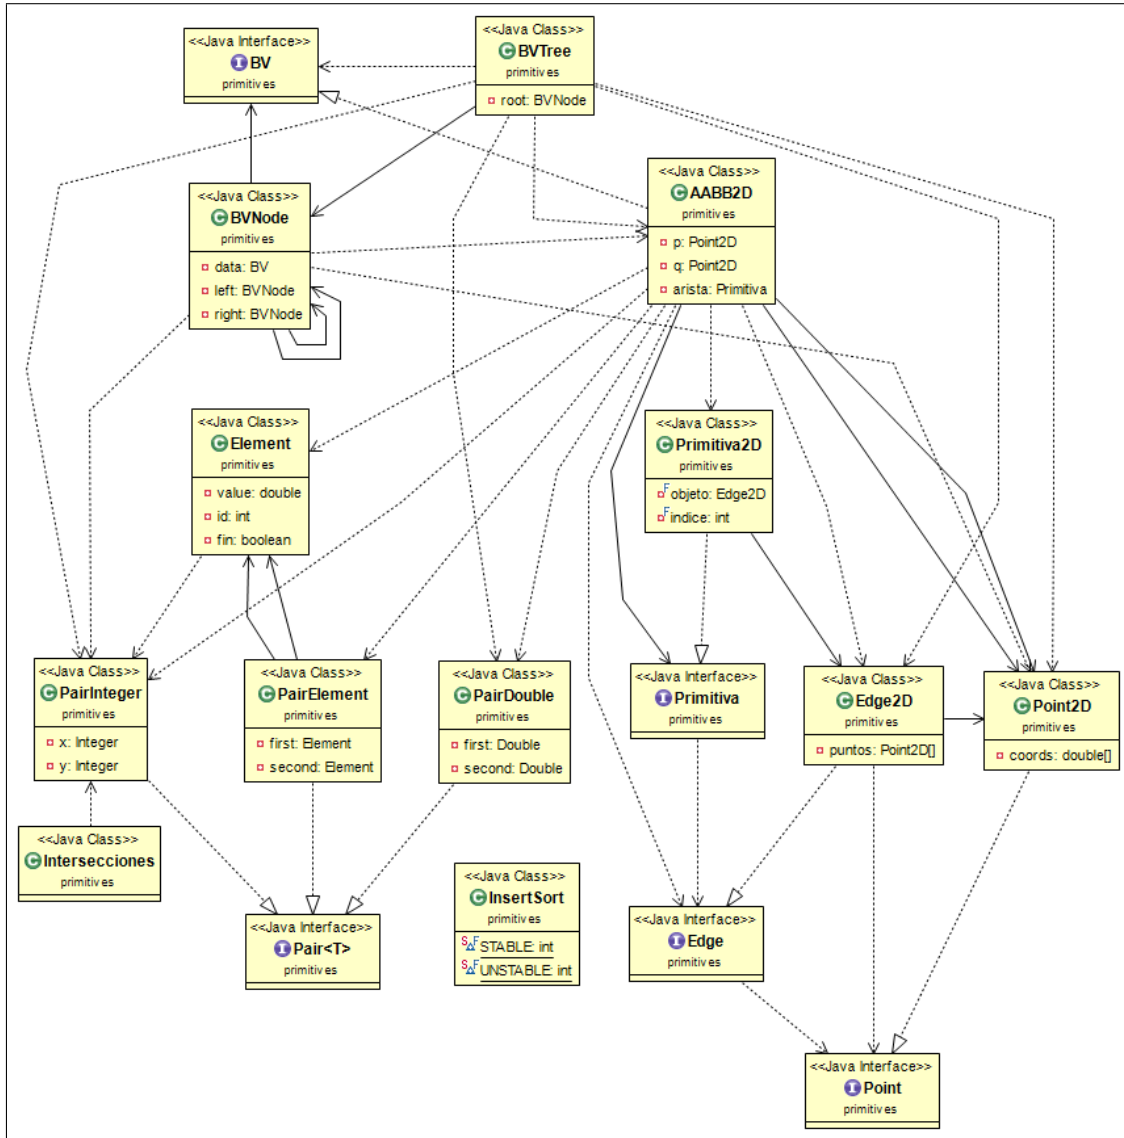 <<Java Interface>>
BV
primitives
<<Java Class>>
BVTree
primitives
root: BVNode
<<Java Class>>
BVNode
primitives
data: BV
left: BVNode
right: BVNode
<<Java Class>>
AABB2D
primitives
p: Point2D
q: Point2D
arista: Primitiva
<<Java Class>>
Element
primitives
value: double
id: int
fin: boolean
<<Java Class>>
Primitiva2D
primitives
F objeto: Edge2D
F indice: int
<<Java Class>>
PairInteger
primitives
x: Integer
y: Integer
<<Java Class>>
PairElement
primitives
first: Element
second: Element
<<Java Class>>
PairDouble
primitives
first: Double
second: Double
<<Java Interface>>
Primitiva
primitives
<<Java Class>>
Edge2D
primitives
puntos: Point2D[]
<<Java Class>>
Point2D
primitives
coords: double[]
<<Java Class>>
Intersecciones
primitives
<<Java Interface>>
Pair<T>
primitives
<<Java Class>>
InsertSort
primitives
S F STABLE: int
S F UNSTABLE: int
<<Java Interface>>
Edge
primitives
<<Java Interface>>
Point
primitives